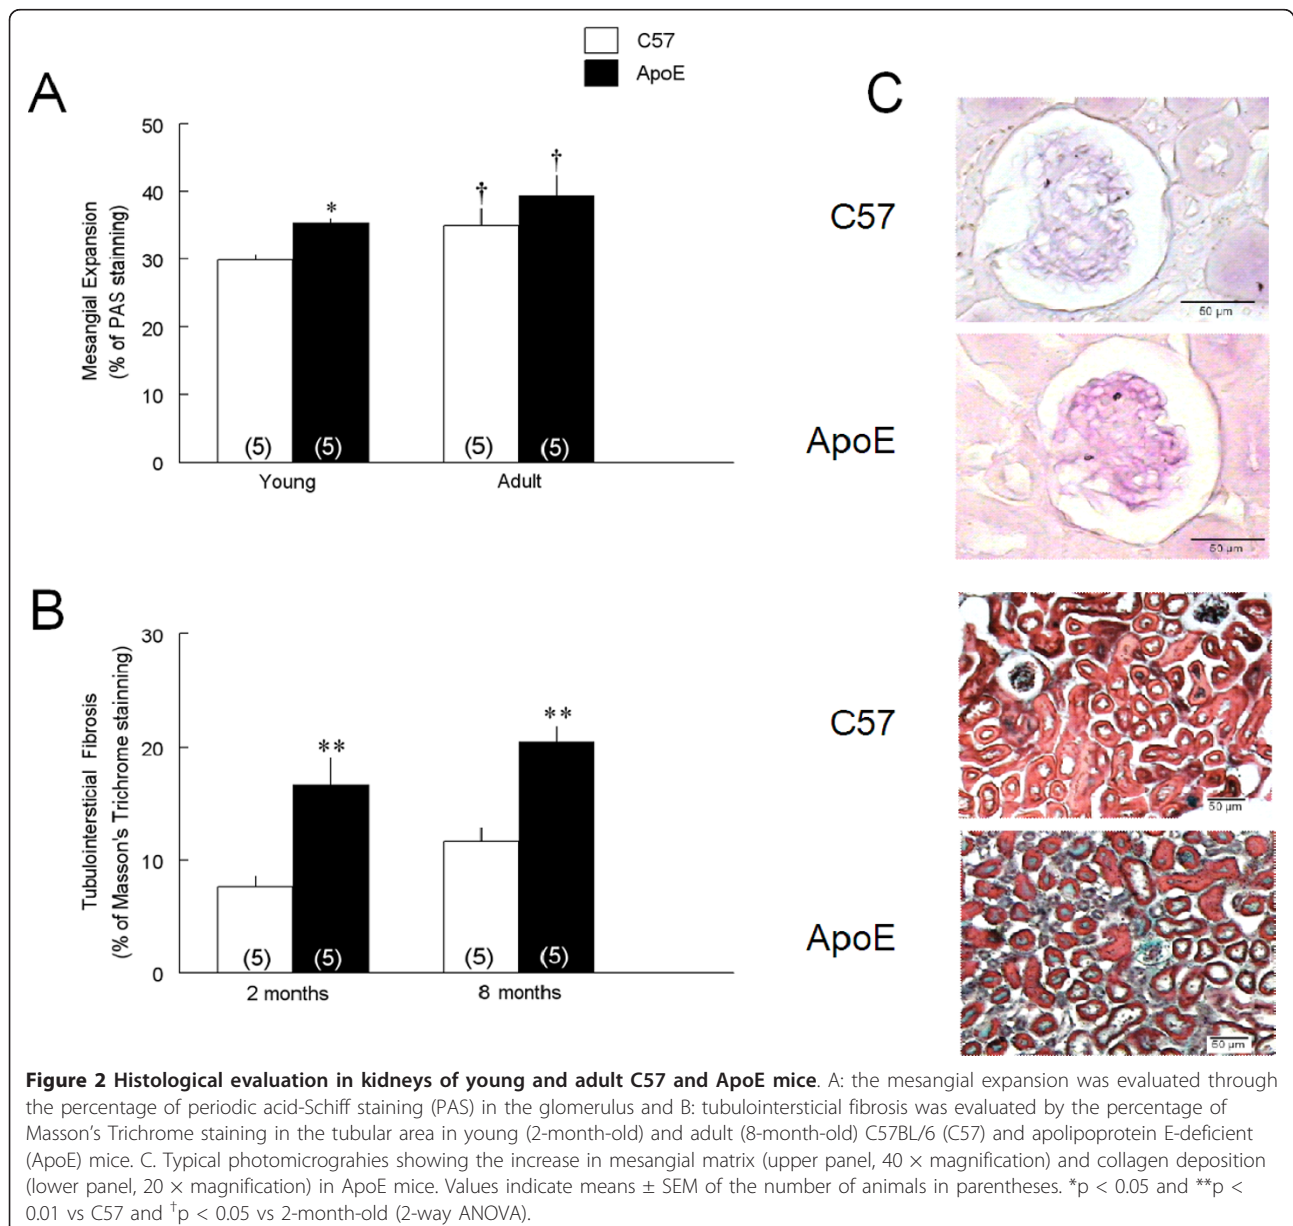 C57
ApoE
A
50
40
30
20
10
0
Mesangial Expansion
(% of PAS stainning)
*
†
†
(5)
(5)
(5)
(5)
Young
Adult
B
30
20
10
0
Tubulointersticial Fibrosis
(% of Masson's Trichrome stainning)
**
**
(5)
(5)
(5)
(5)
2 months
8 months
C
C57
50 µm
ApoE
50 µm
C57
50 µm
ApoE
50 µm
Figure 2 Histological evaluation in kidneys of young and adult C57 and ApoE mice. A: the mesangial expansion was evaluated through
the percentage of periodic acid-Schiff staining (PAS) in the glomerulus and B: tubulointersticial fibrosis was evaluated by the percentage of
Masson's Trichrome staining in the tubular area in young (2-month-old) and adult (8-month-old) C57BL/6 (C57) and apolipoprotein E-deficient
(ApoE) mice. C. Typical photomicrograhies showing the increase in mesangial matrix (upper panel, 40 × magnification) and collagen deposition
(lower panel, 20 × magnification) in ApoE mice. Values indicate means ± SEM of the number of animals in parentheses. *p < 0.05 and **p <
0.01 vs C57 and †p < 0.05 vs 2-month-old (2-way ANOVA).